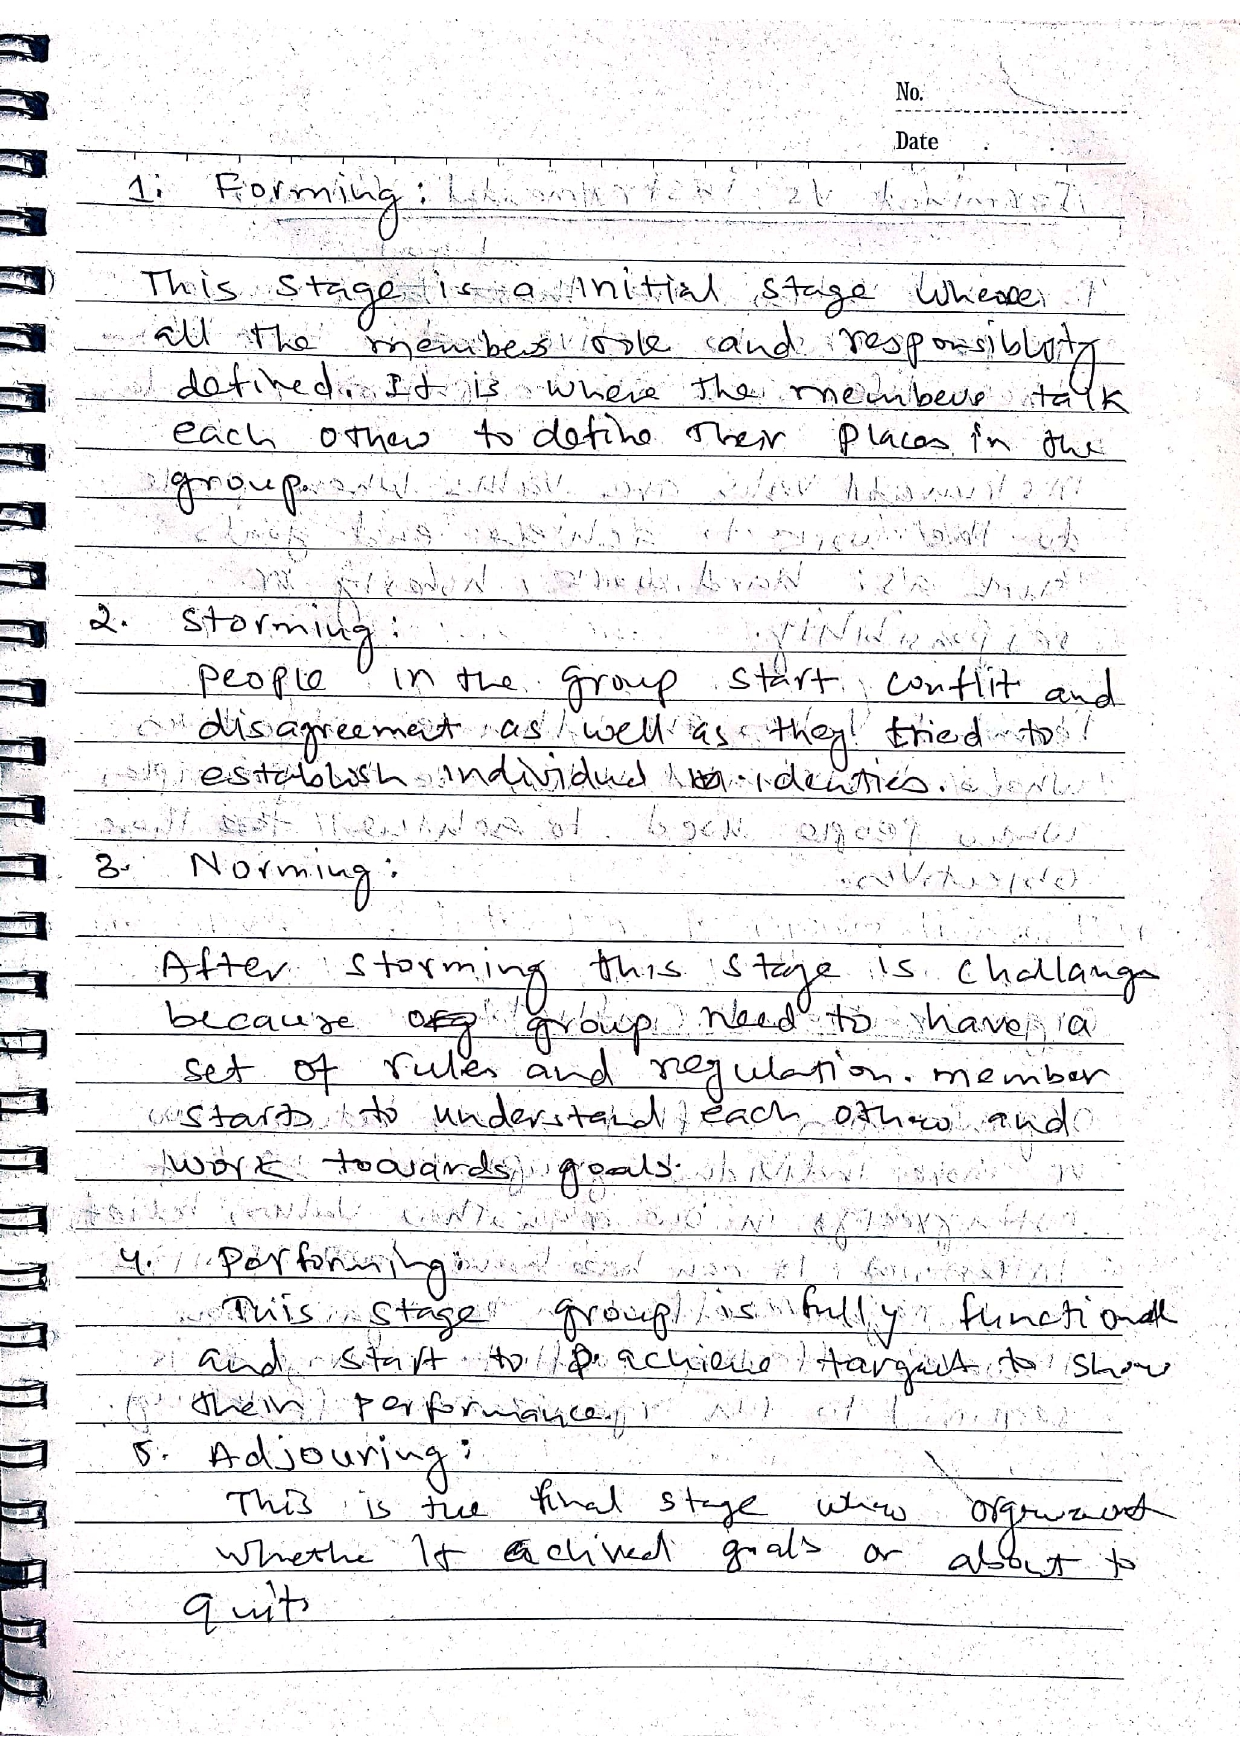 No.
Date
1. Forming:
This stage is a initial stage where
all the members role and responsiblity
defined. It is where the members talk
each other to define their places in the
group.
2. Storming:
people in the group start conflit and
disagreement as well as they tried to
establish individual identies.
3. Norming:
After storming this stage is challange
because group need to have a
set of rules and regulation. member
starts to understand each other and
work towards goals.
4. Performing:
This stage group is fully functional
and start to achieve target to show
their performance.
5. Adjouring:
This is the final stage where
whethe it achived goals or about to
quit